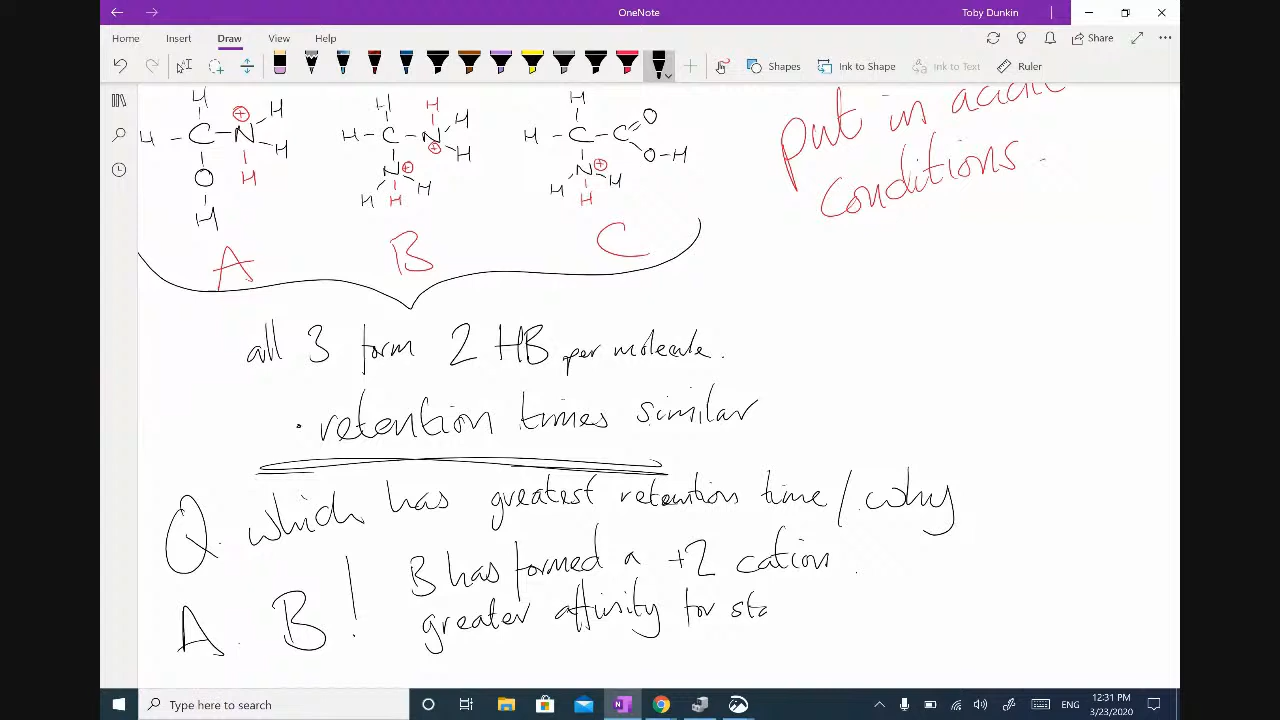 OneNote
Toby Dunkin
Home Insert Draw View Help
Share
Shapes Ink to Shape Ink to Text Ruler
H H H H
H C N H H C N H H C C O
H O H N H H N H O H
H H H H H H
put in acidic
conditions.
A B C
all 3 form 2 HB per molecule.
· retention times similar
Q. which has greatest retention time / why
A. B! B has formed a +2 cation.
greater affinity for sta
Type here to search
ENG
12:31 PM
3/23/2020